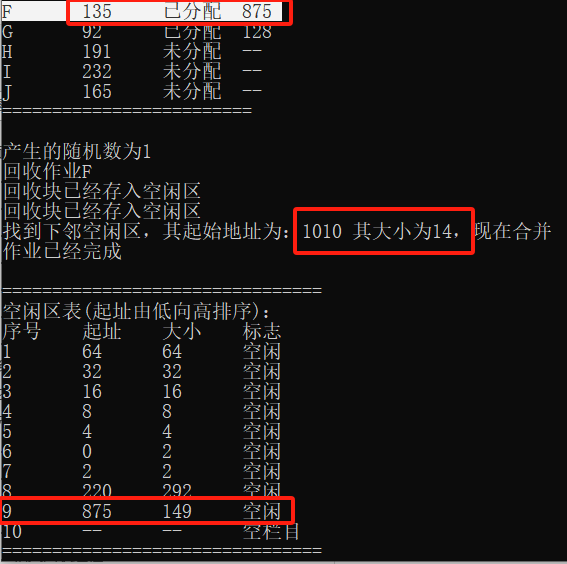 F 135 已分配 875
G 92 已分配 128
H 191 未分配 --
I 232 未分配 --
J 165 未分配 --
=========================
产生的随机数为1
回收作业F
回收块已经存入空闲区
回收块已经存入空闲区
找到下邻空闲区，其起始地址为：1010 其大小为14，现在合并
作业已经完成
================================
空闲区表(起址由低向高排序)：
序号 起址 大小 标志
1 64 64 空闲
2 32 32 空闲
3 16 16 空闲
4 8 8 空闲
5 4 4 空闲
6 0 2 空闲
7 2 2 空闲
8 220 292 空闲
9 875 149 空闲
10 -- -- 空栏目
================================